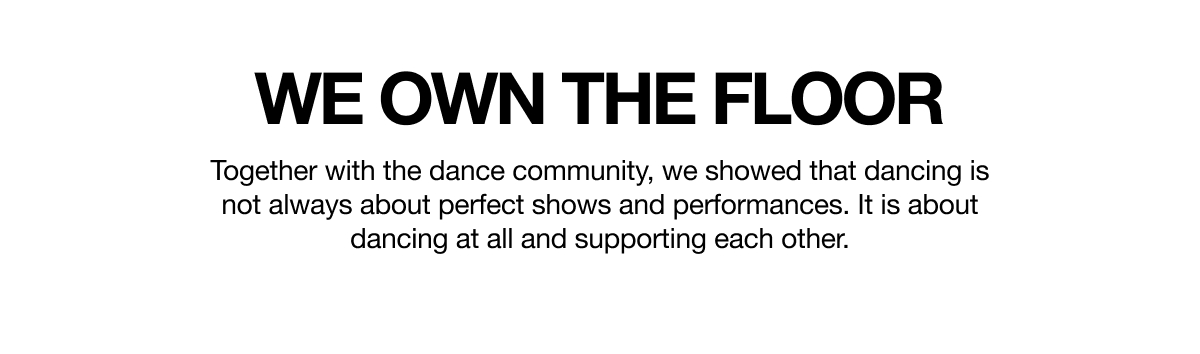 WE OWN THE FLOOR
Together with the dance community, we showed that dancing is
not always about perfect shows and performances. It is about
dancing at all and supporting each other.